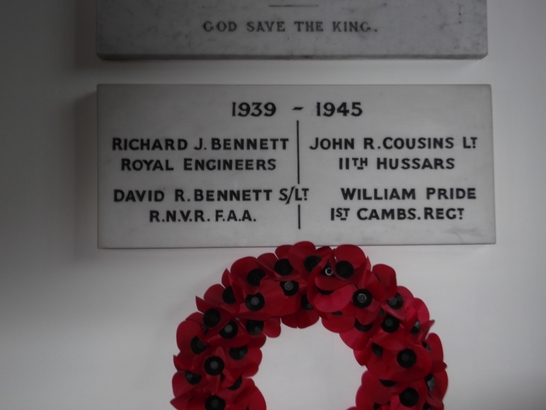 GOD SAVE THE KING.
1939 - 1945
RICHARD J. BENNETT
ROYAL ENGINEERS
DAVID R. BENNETT S/LT
R.N.V.R. F.A.A.
JOHN R. COUSINS LT
11TH HUSSARS
WILLIAM PRIDE
1ST CAMBS. REGT